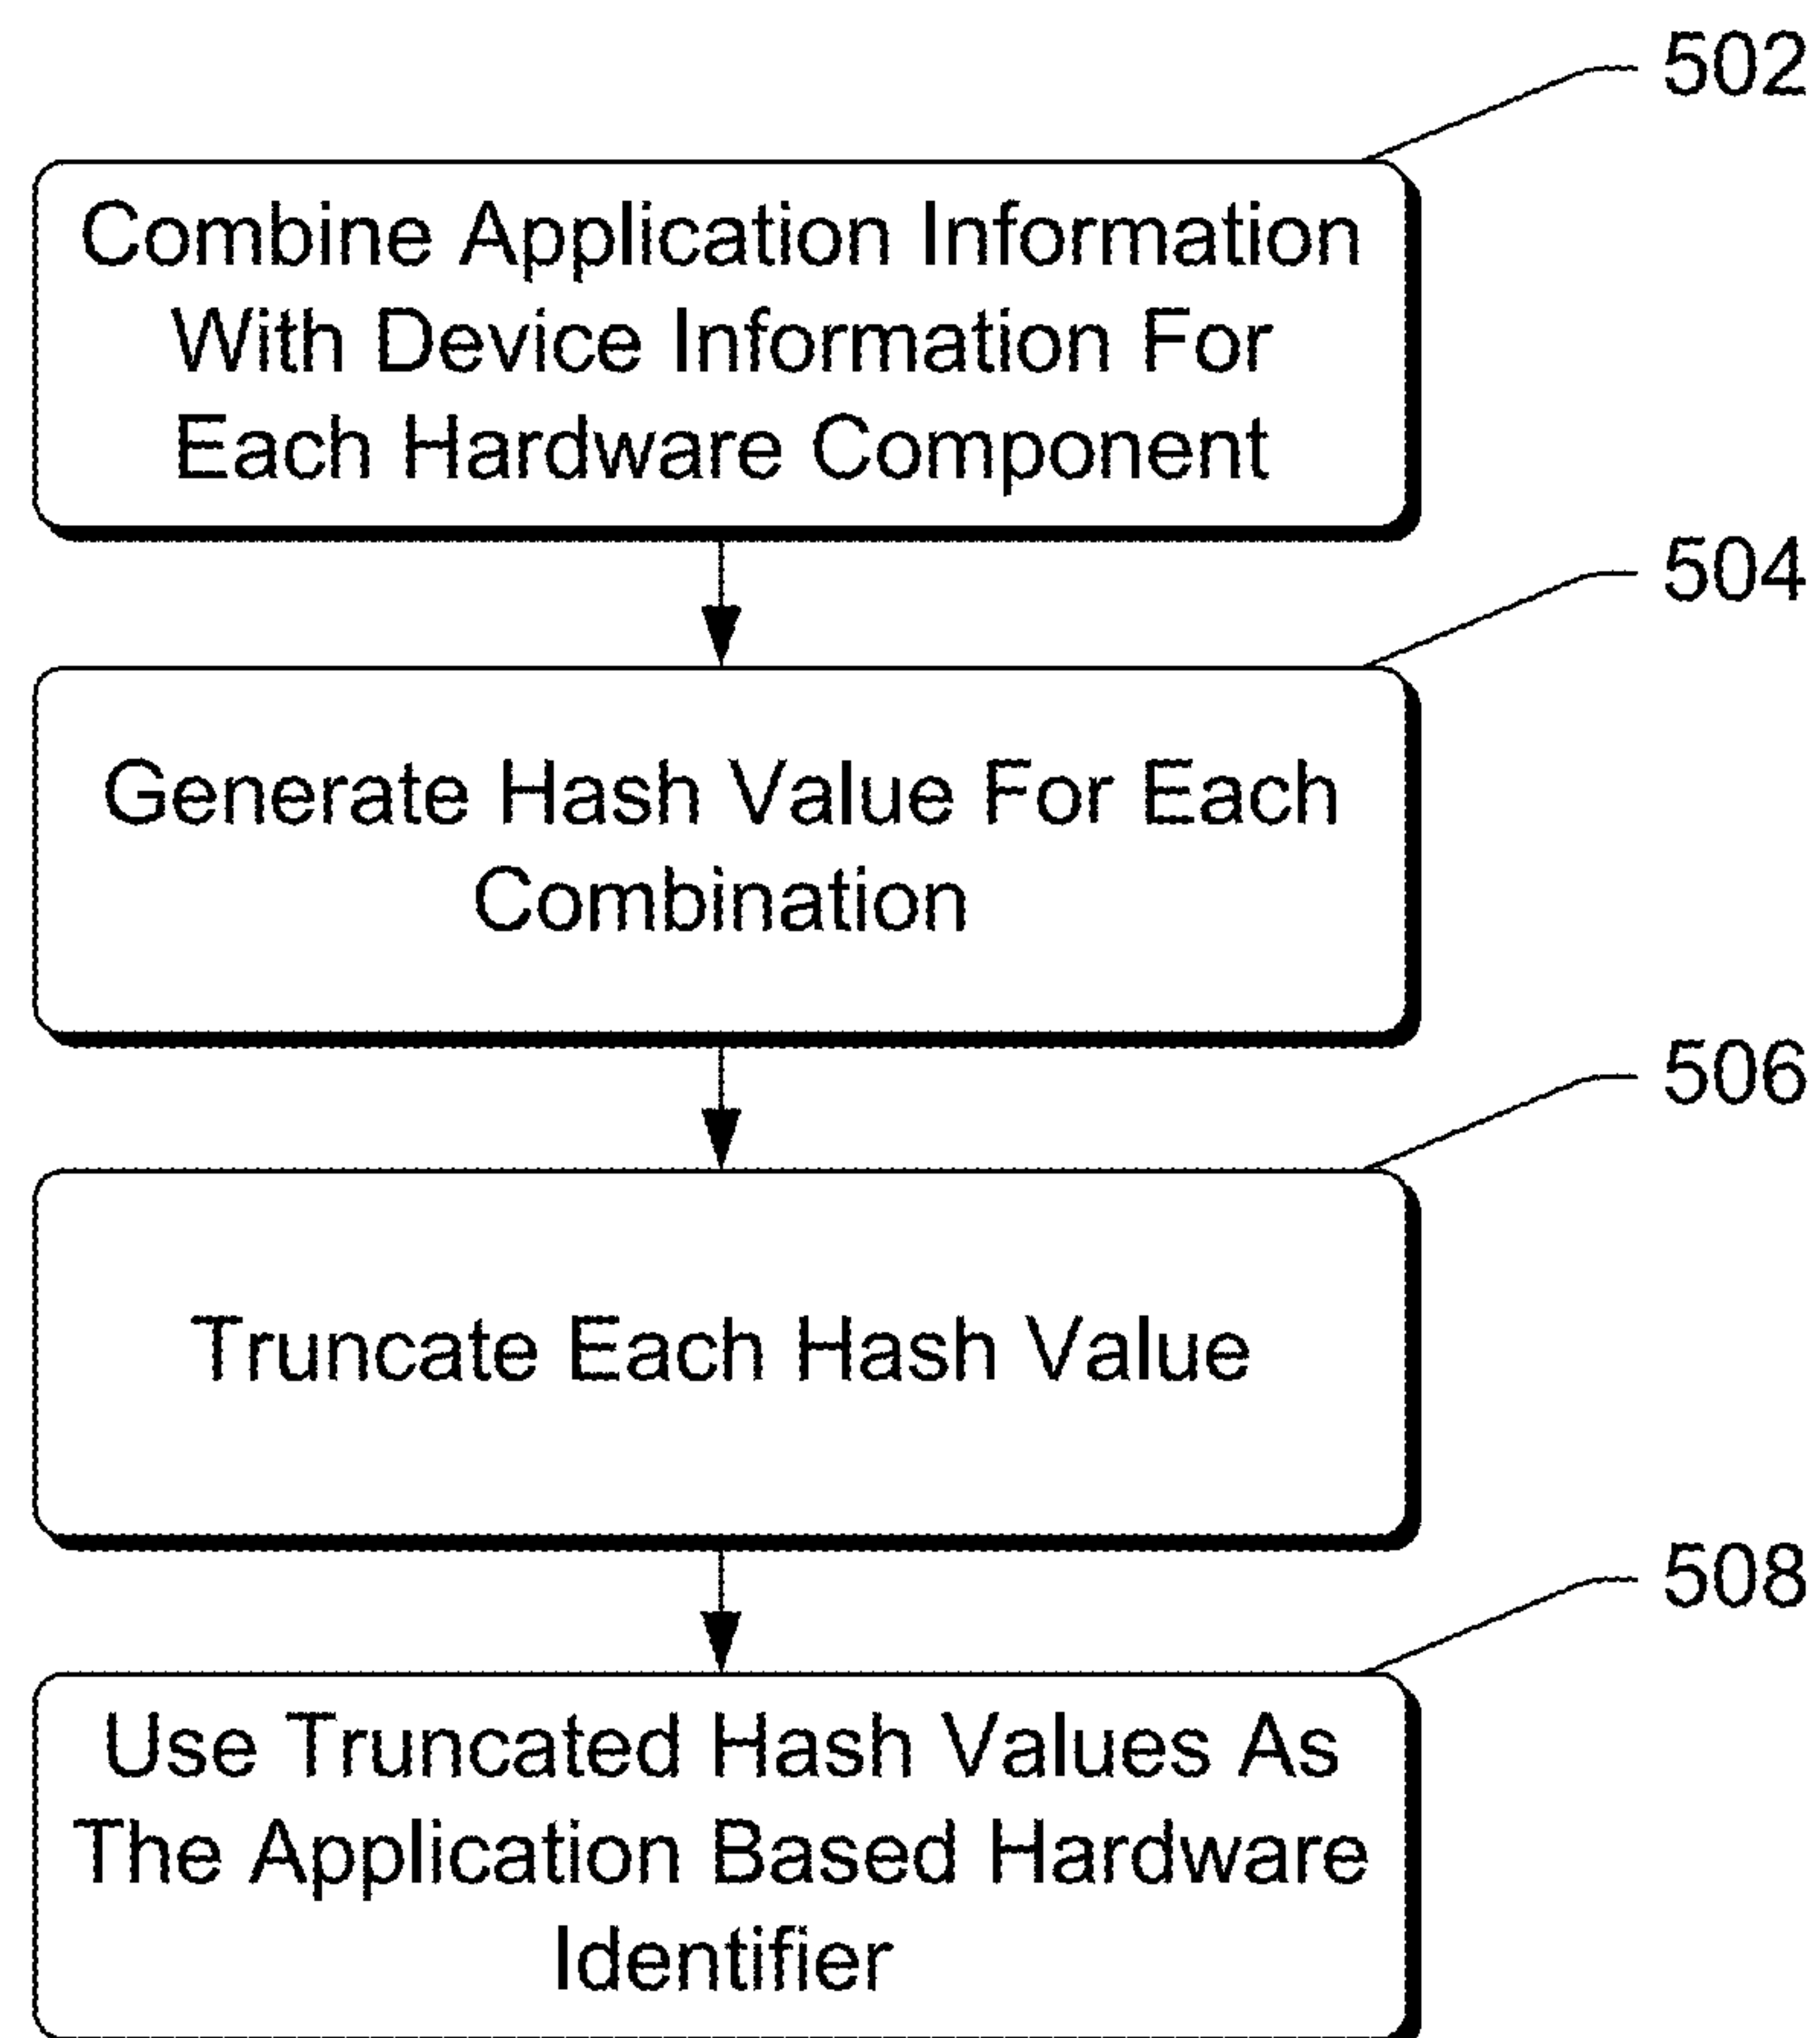 502
Combine Application Information
With Device Information For
Each Hardware Component
504
Generate Hash Value For Each
Combination
506
Truncate Each Hash Value
508
Use Truncated Hash Values As
The Application Based Hardware
Identifier